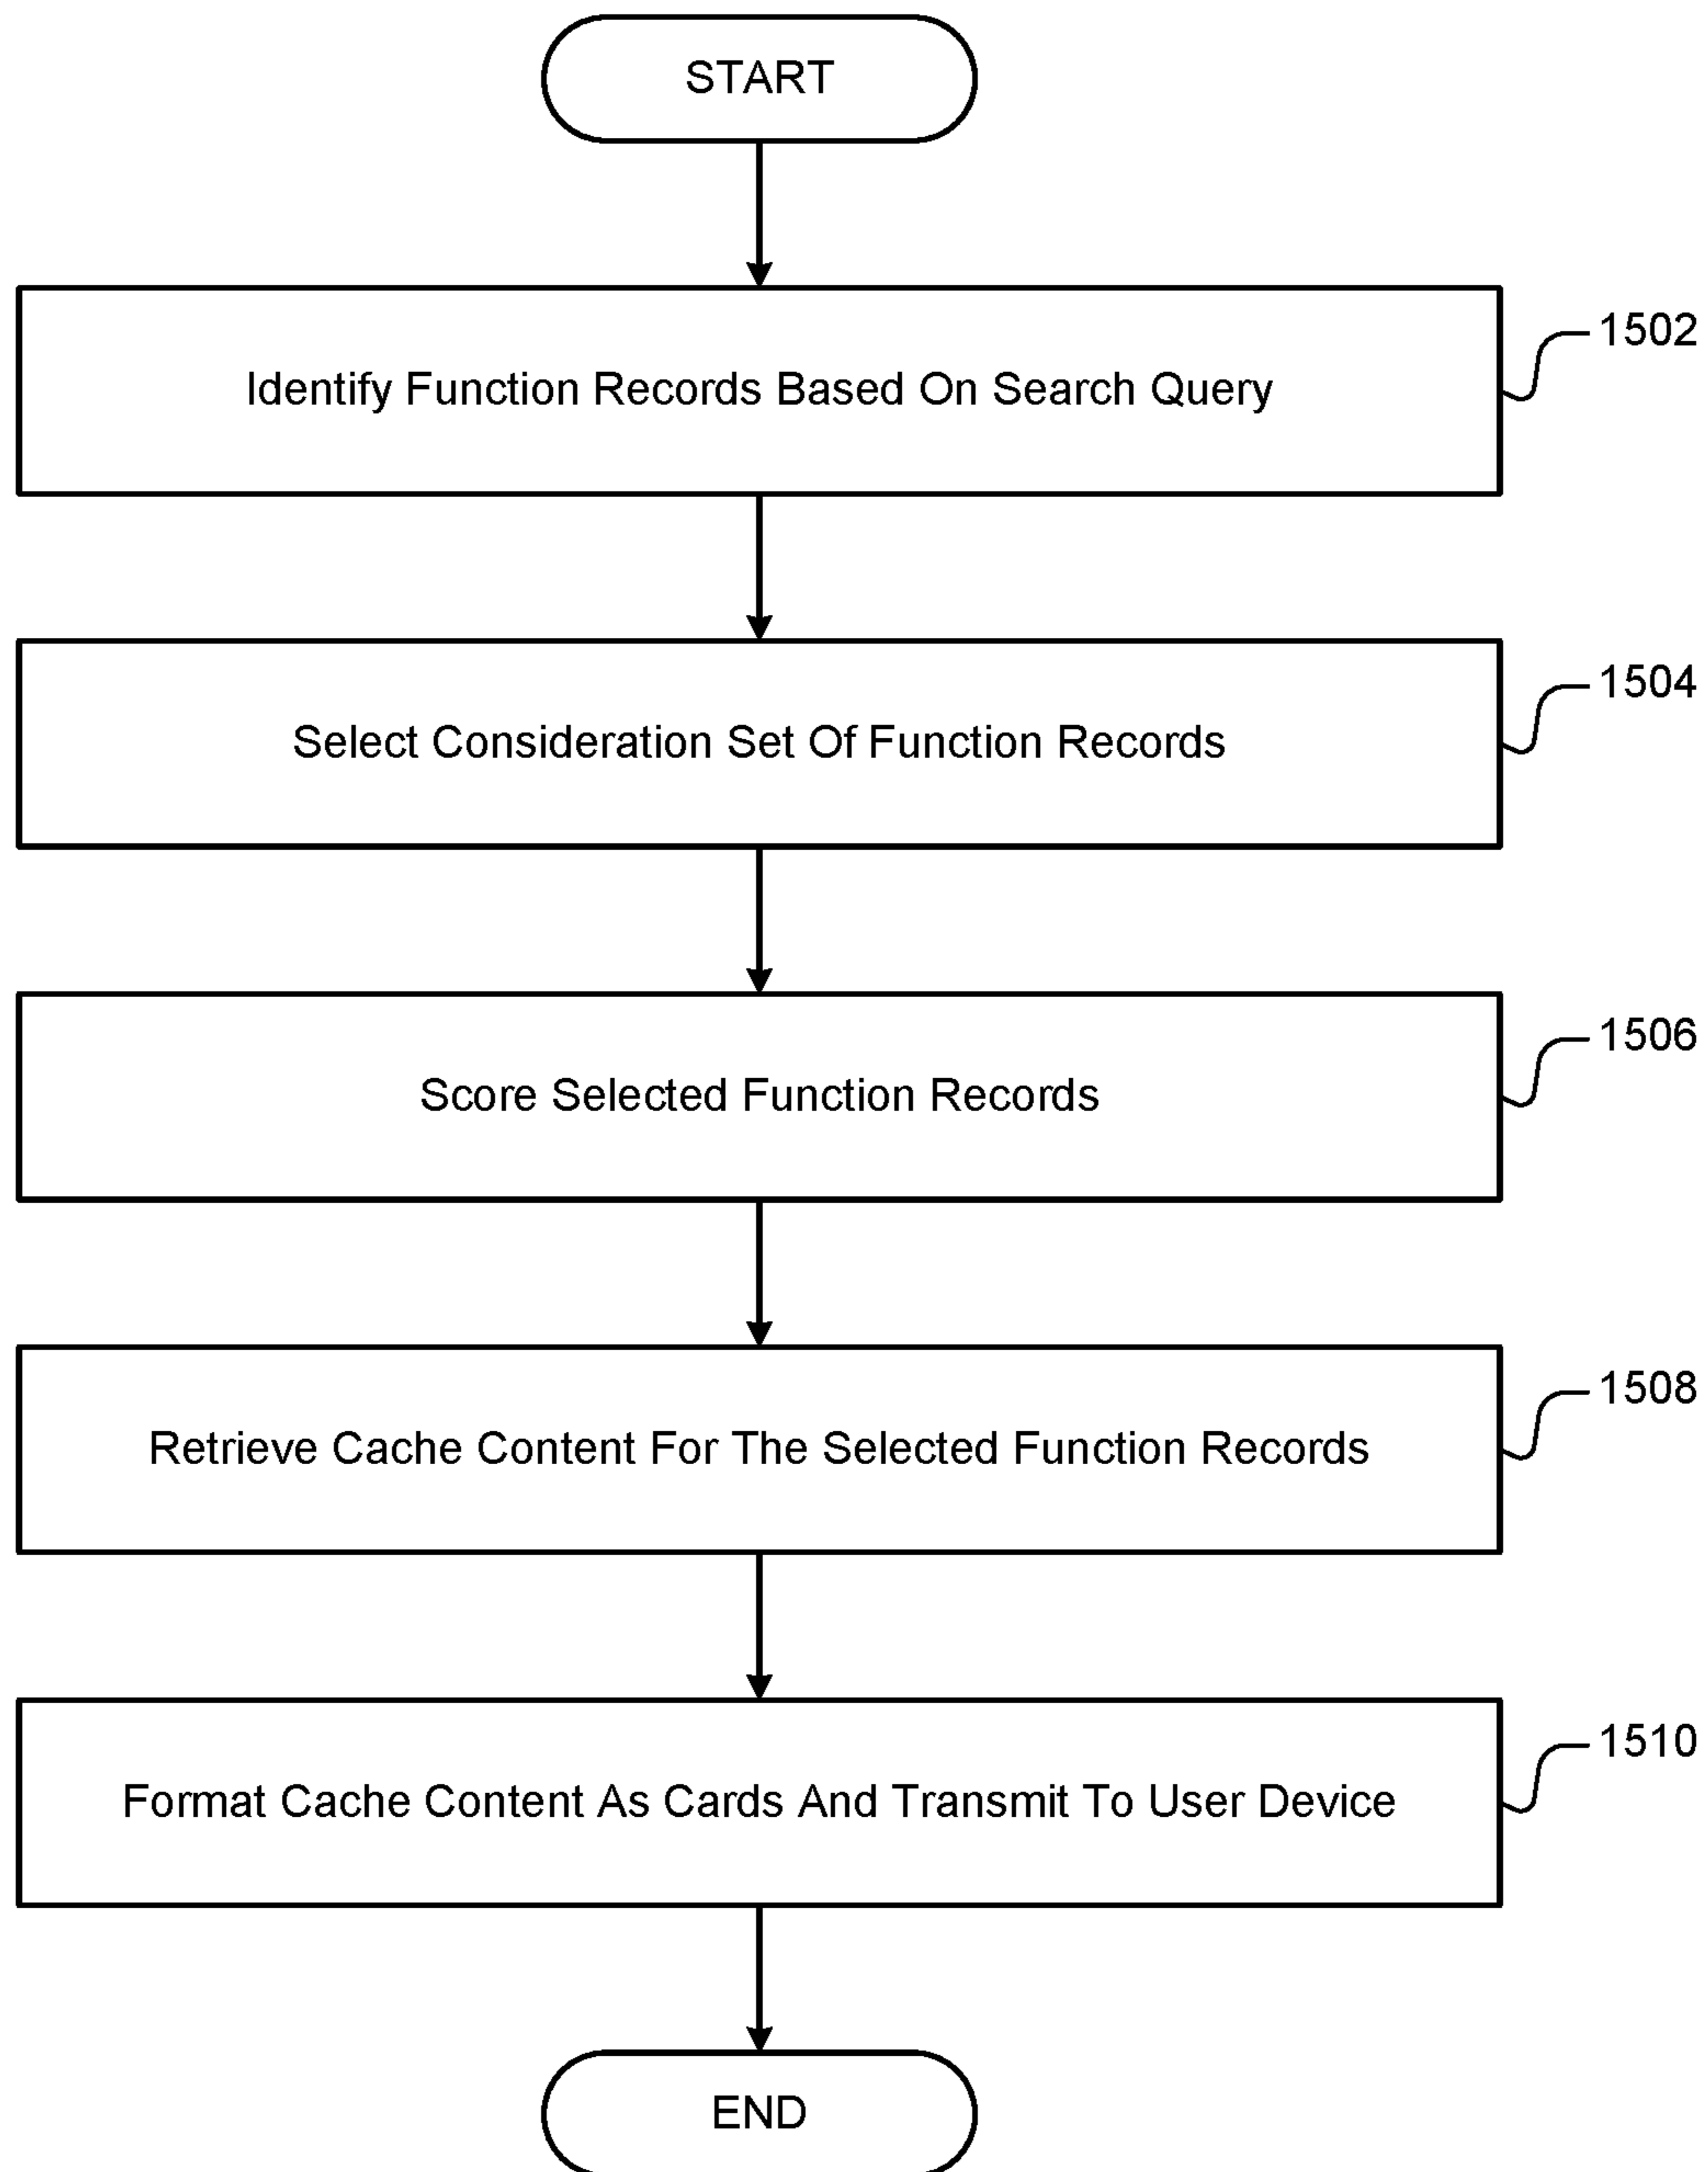 START
Identify Function Records Based On Search Query
1502
Select Consideration Set Of Function Records
1504
Score Selected Function Records
1506
Retrieve Cache Content For The Selected Function Records
1508
Format Cache Content As Cards And Transmit To User Device
1510
END